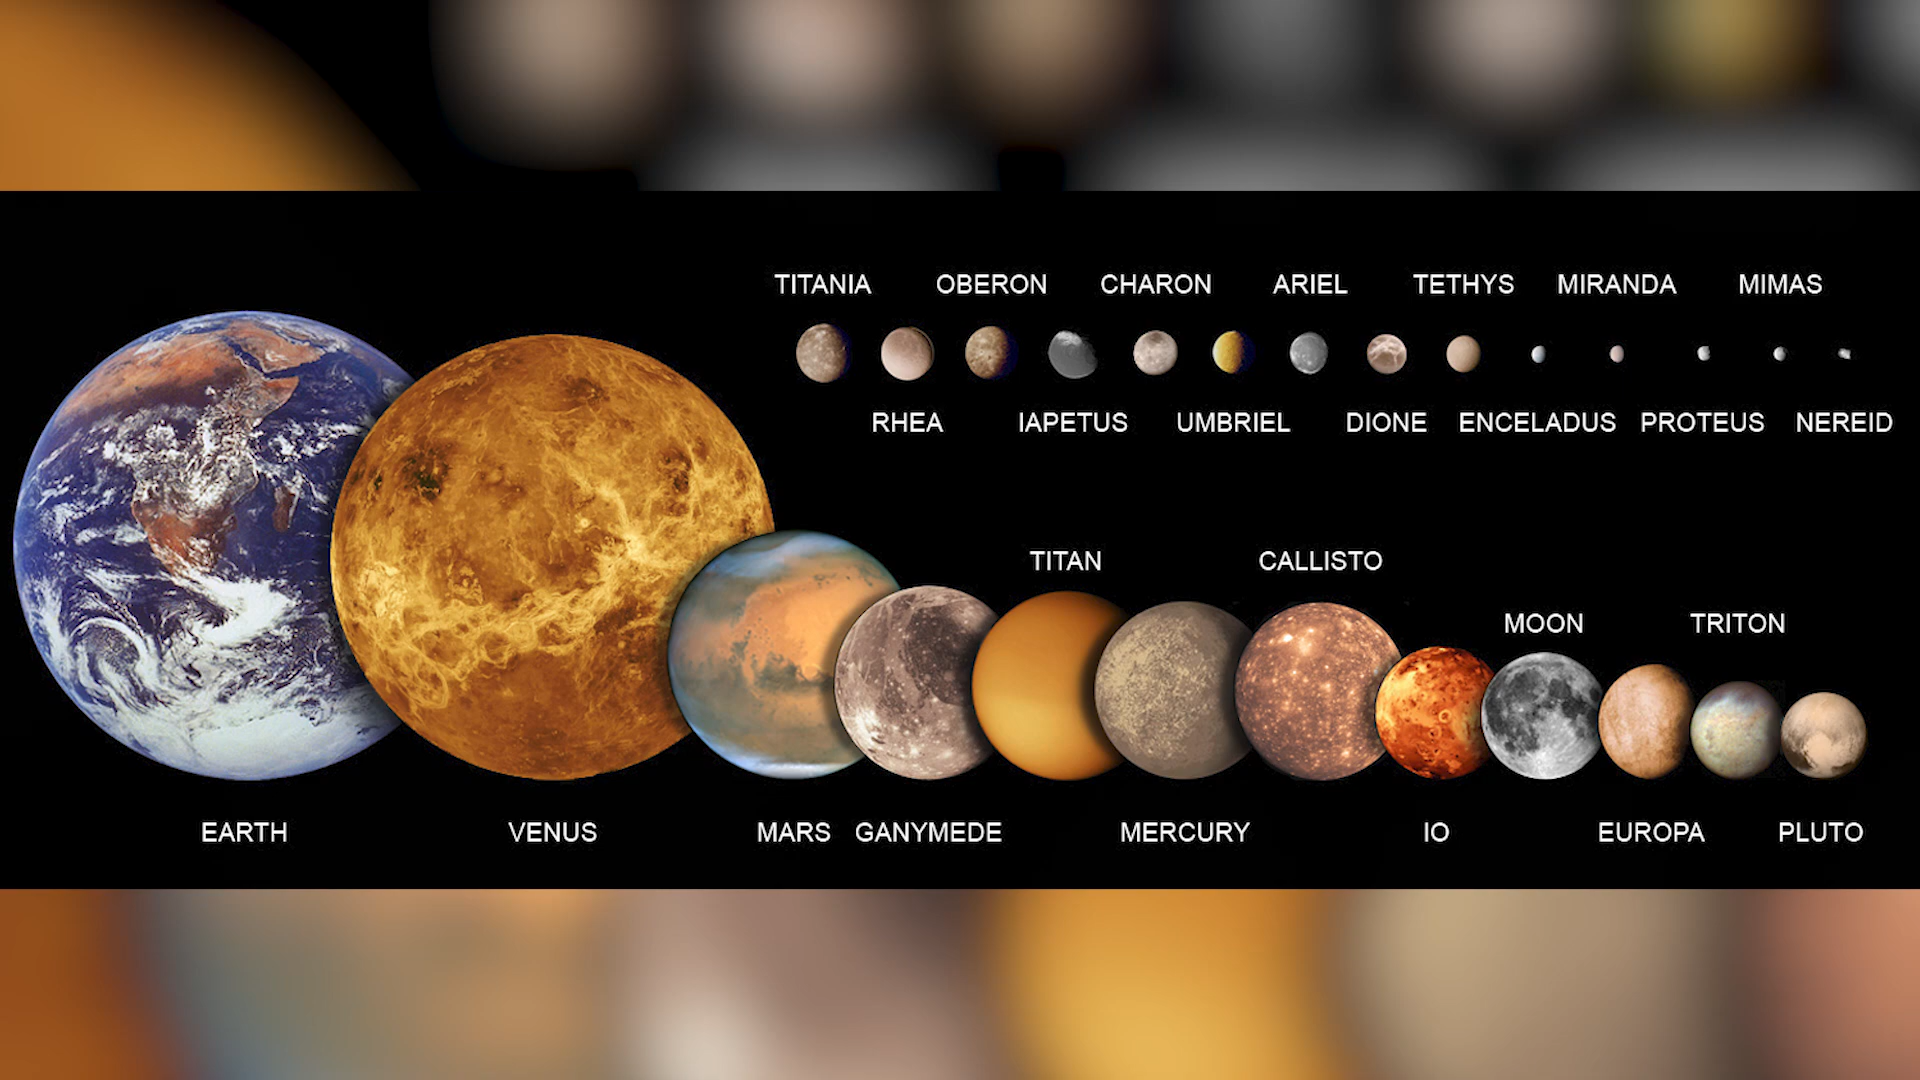 TITANIA OBERON CHARON ARIEL TETHYS MIRANDA MIMAS
RHEA IAPETUS UMBRIEL DIONE ENCELADUS PROTEUS NEREID
TITAN CALLISTO
MOON TRITON
EARTH VENUS MARS GANYMEDE MERCURY IO EUROPA PLUTO